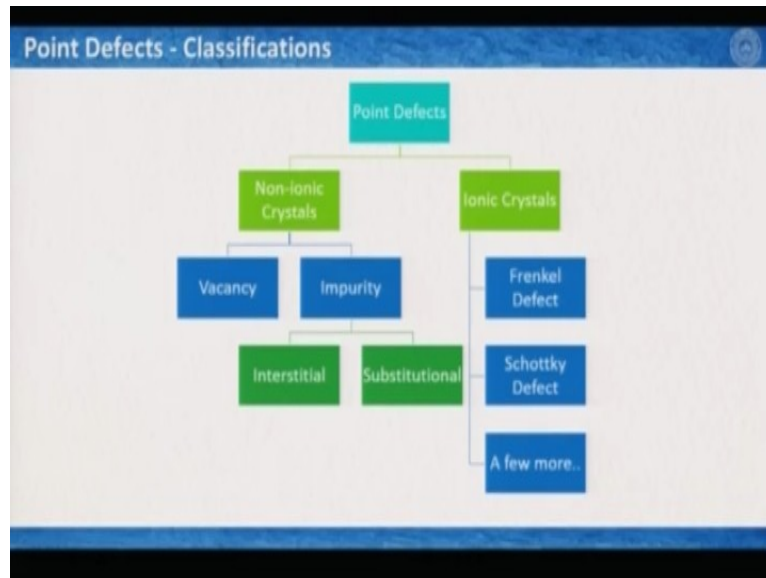 Point Defects - Classifications
Point Defects
Non-ionic
Crystals
Ionic Crystals
Vacancy
Impurity
Frenkel
Defect
Interstitial
Substitutional
Schottky
Defect
A few more..